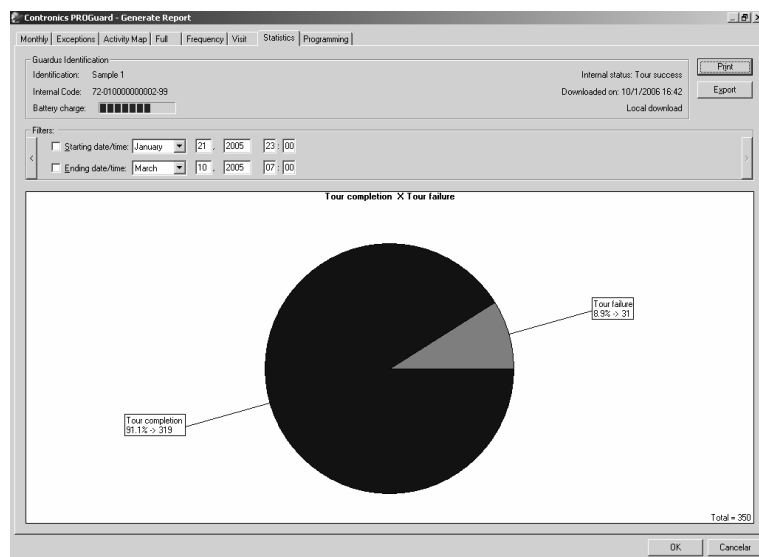 Contronics PROGuard - Generate Report
Monthly Exceptions Activity Map Full Frequency Visit Statistics Programming
Guardus Identification
Identification: Sample 1 Internal status: Tour success
Print
Internal Code: 72-010000000002-99 Downloaded on: 10/1/2006 16:42
Export
Battery charge: Local download
Filters:
< Starting date/time: January 21 , 2005 23 : 00 >
Ending date/time: March 10 , 2005 07 : 00
Tour completion X Tour failure
Tour failure
8.9% -> 31
Tour completion
91.1% -> 319
Total = 350
OK Cancelar